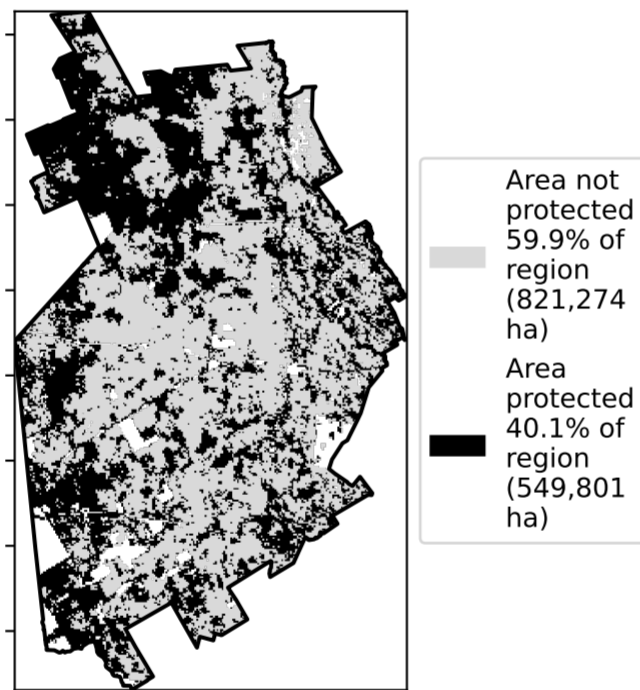 Area not
protected
59.9% of
region
(821,274
ha)
Area
protected
40.1% of
region
(549,801
ha)